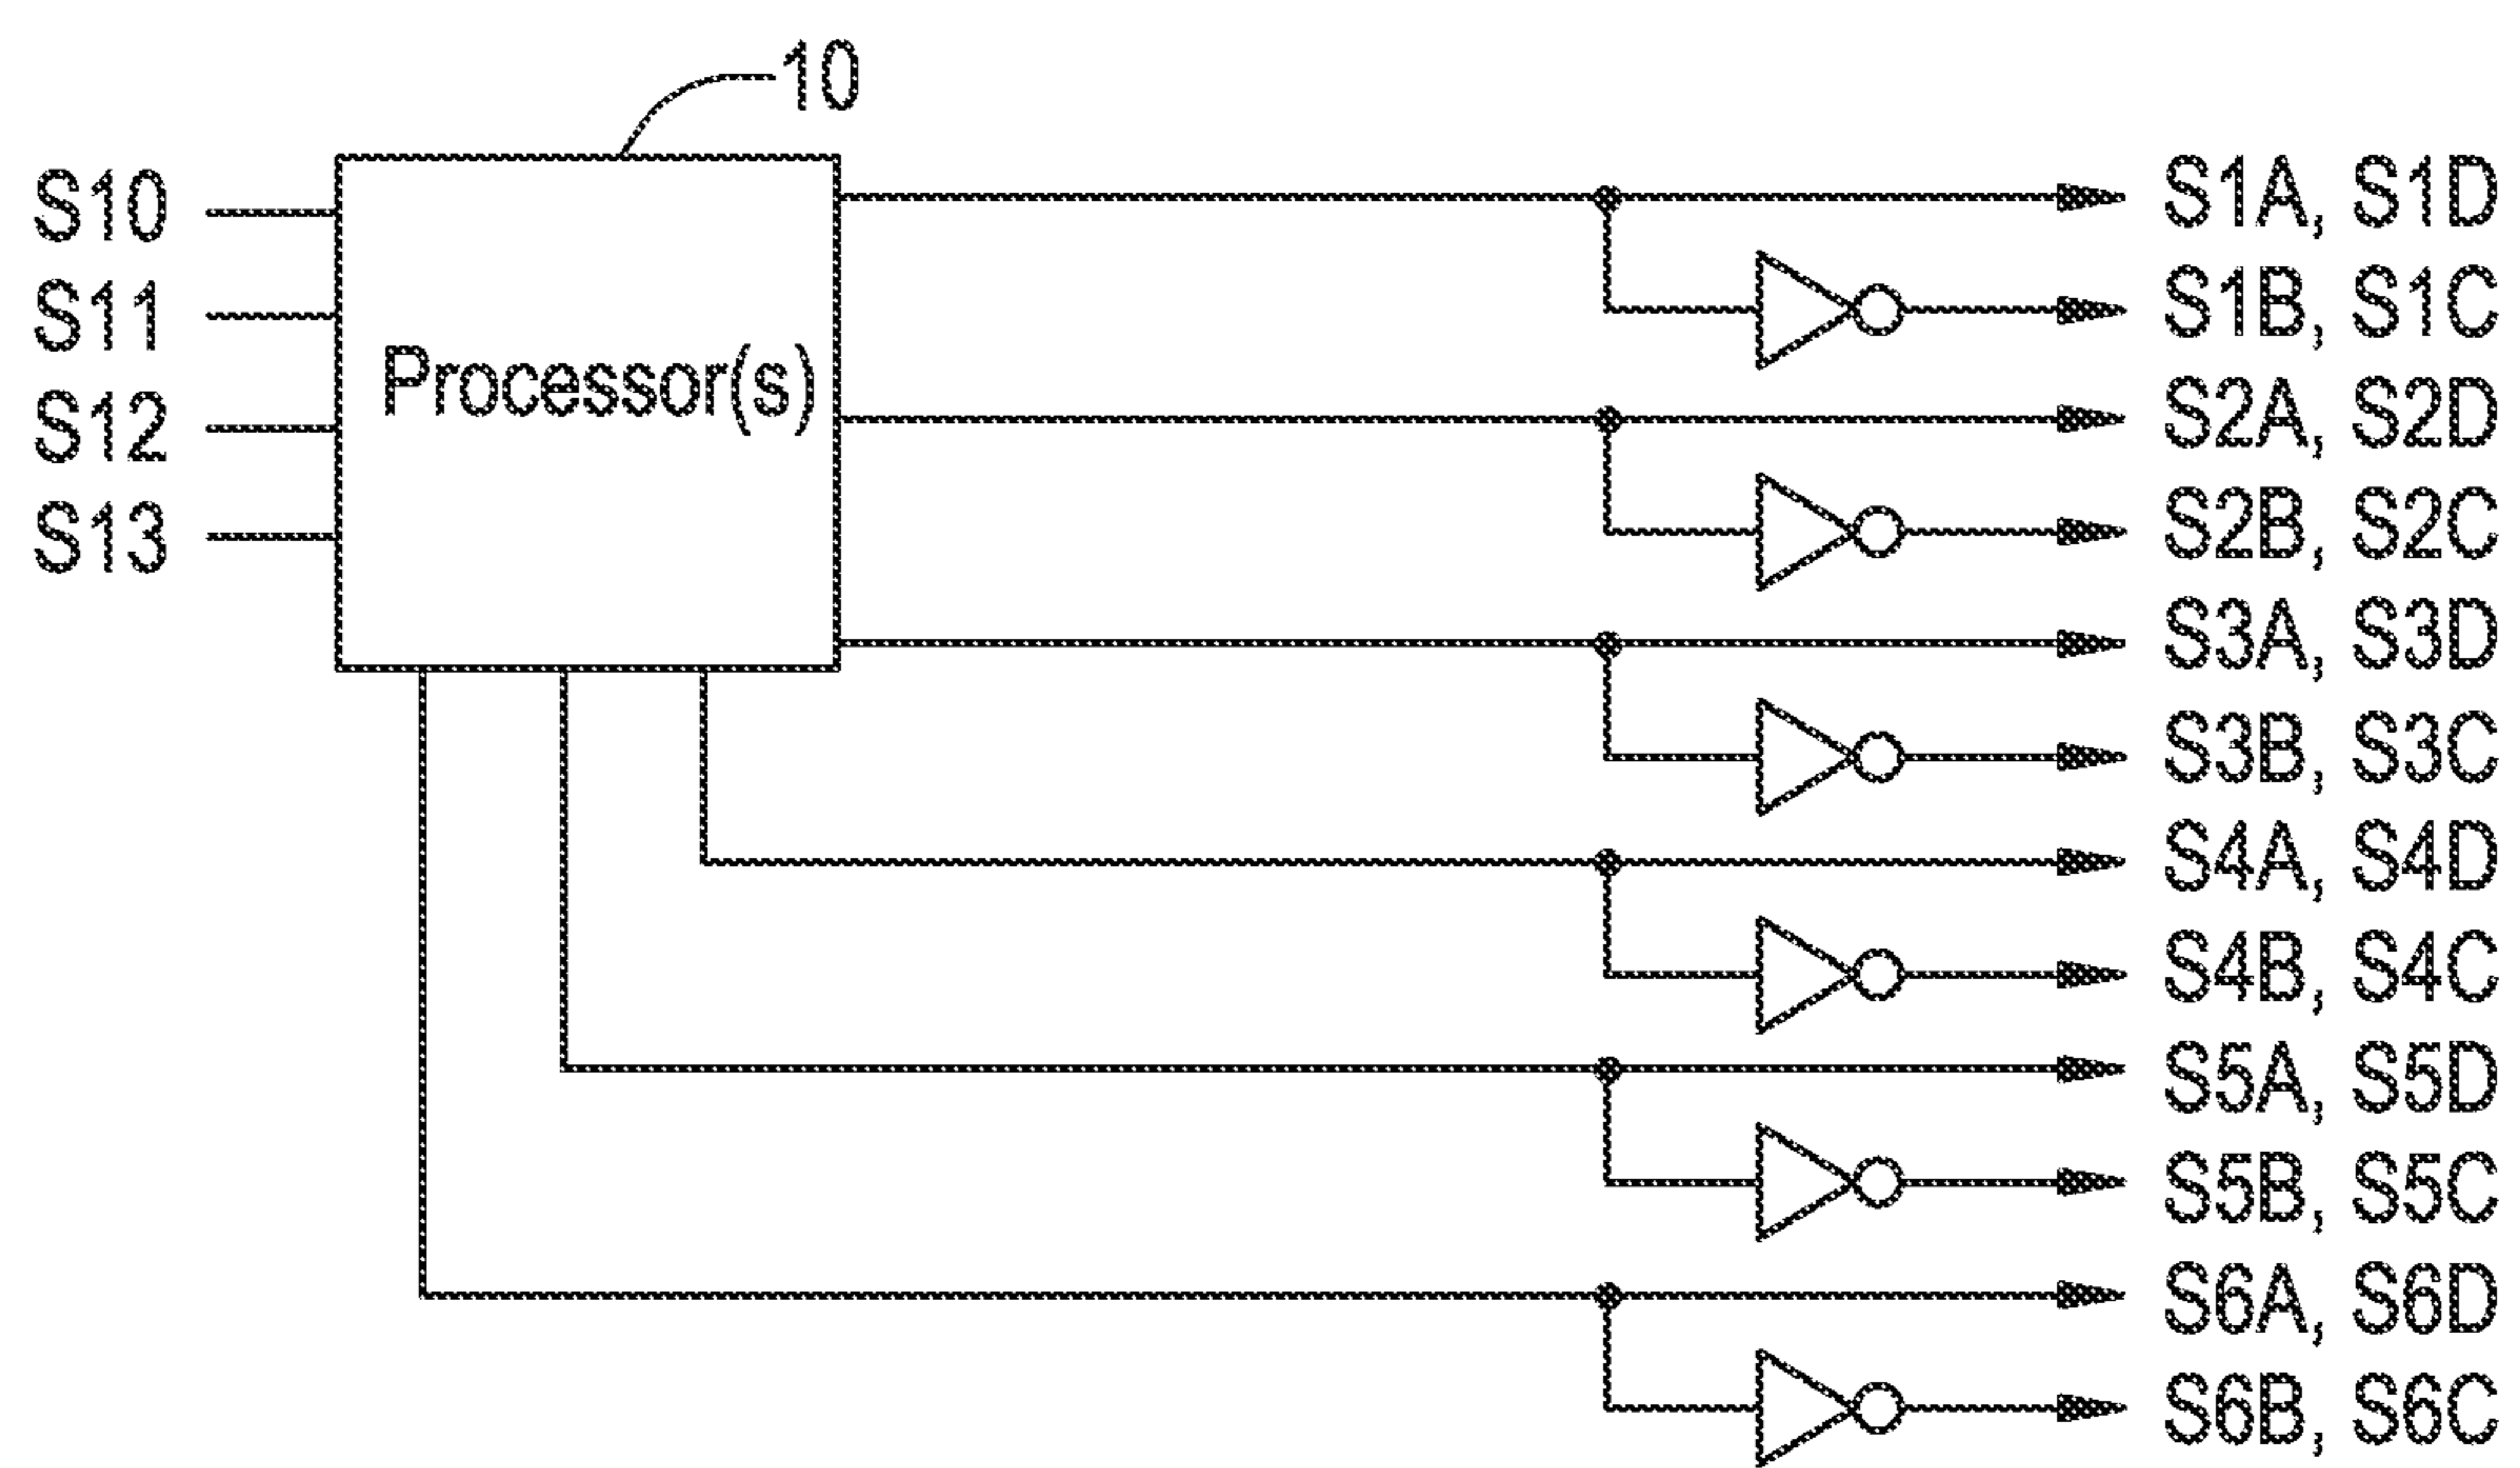 10
S10
S11
S12
S13
Processor(s)
S1A, S1D
S1B, S1C
S2A, S2D
S2B, S2C
S3A, S3D
S3B, S3C
S4A, S4D
S4B, S4C
S5A, S5D
S5B, S5C
S6A, S6D
S6B, S6C